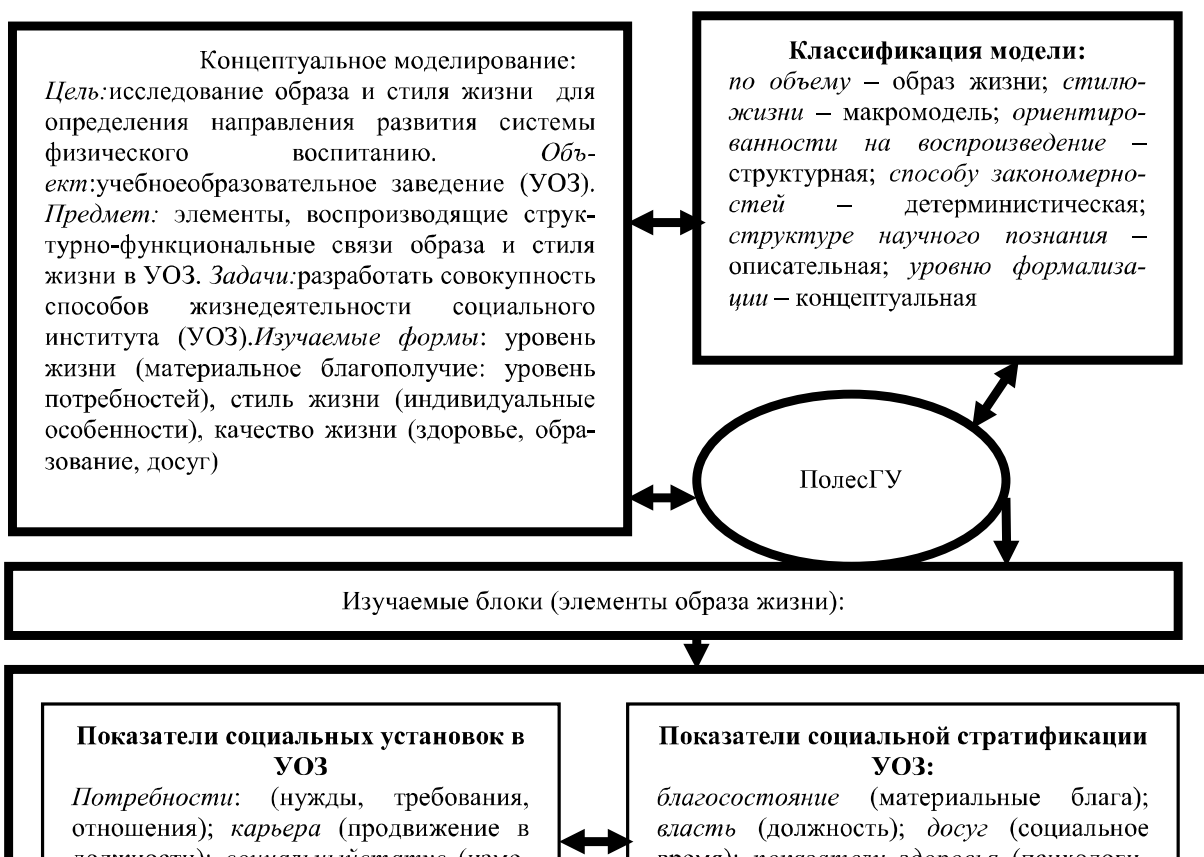 Концептуальное моделирование:
Цель:исследование образа и стиля жизни для
определения направления развития системы
физического воспитанию. Объ-
ект:учебноеобразовательное заведение (УОЗ).
Предмет: элементы, воспроизводящие струк-
турно-функциональные связи образа и стиля
жизни в УОЗ. Задачи:разработать совокупность
способов жизнедеятельности социального
института (УОЗ).Изучаемые формы: уровень
жизни (материальное благополучие: уровень
потребностей), стиль жизни (индивидуальные
особенности), качество жизни (здоровье, обра-
зование, досуг)
Классификация модели:
по объему – образ жизни; стилю-
жизни – макромодель; ориентиро-
ванности на воспроизведение –
структурная; способу закономерно-
стей – детерминистическая;
структуре научного познания –
описательная; уровню формализа-
ции – концептуальная
ПолесГУ
Изучаемые блоки (элементы образа жизни):
Показатели социальных установок в
УОЗ
Потребности: (нужды, требования,
отношения); карьера (продвижение в
Показатели социальной стратификации
УОЗ:
благосостояние (материальные блага);
власть (должность); досуг (социальное